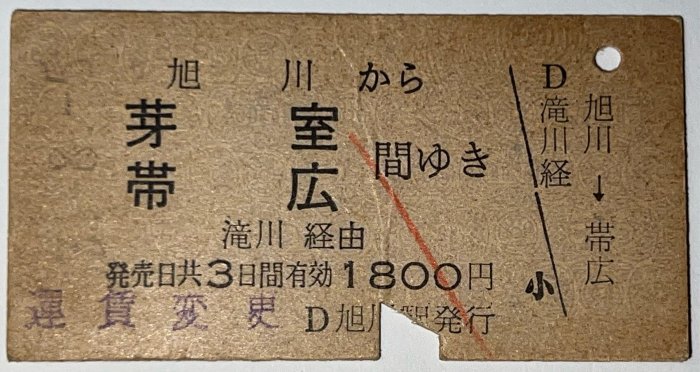 旭川から
芽室
帯広
間ゆき
滝川 経由
発売日共3日間有効 1800円
運賃変更
D旭川駅発行
D
滝川経
旭川→帯広
小